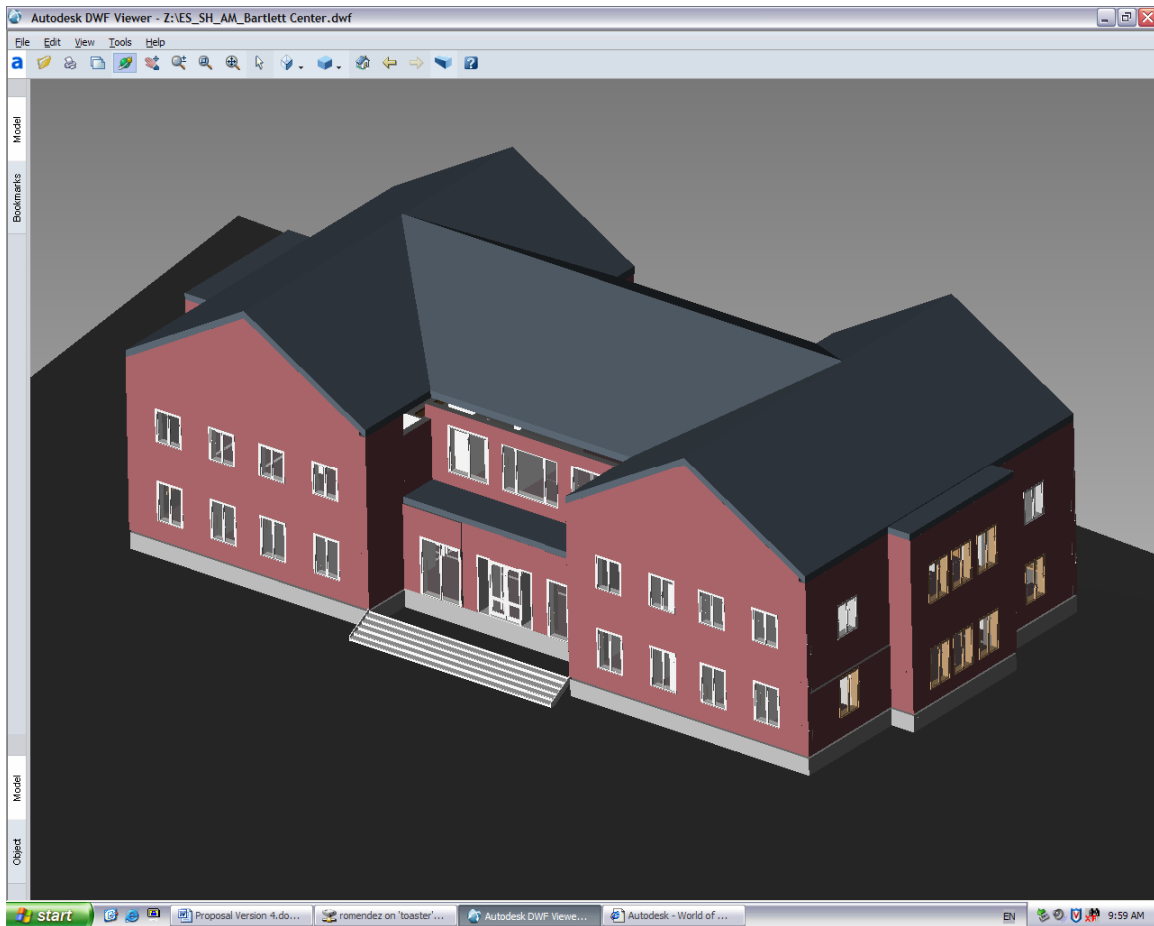 Autodesk DWF Viewer - Z:\ES_SH_AM_Bartlett Center.dwf
File Edit View Tools Help
a
Model
Bookmarks
Model
Object
start
Proposal Version 4.do...
romendez on 'toaster'...
Autodesk DWF Viewe...
Autodesk - World of ...
EN
9:59 AM